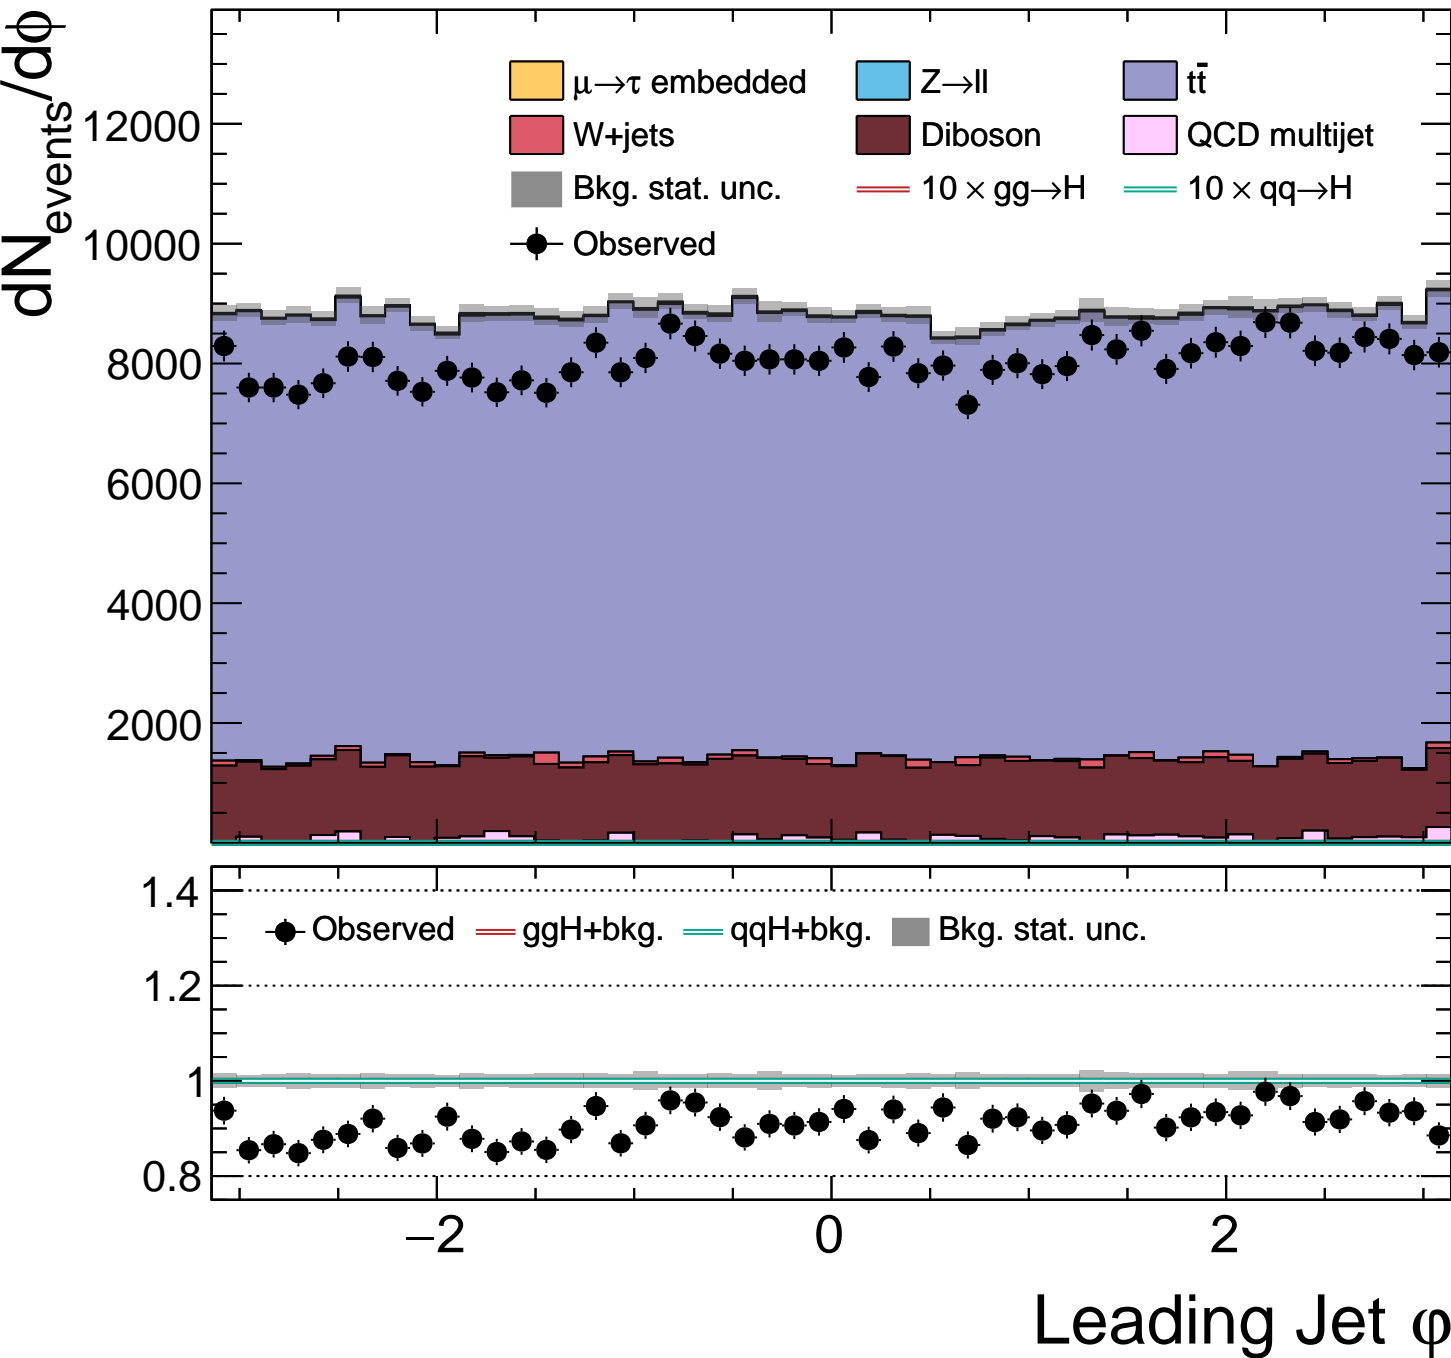 dN_events/dϕ
12000
10000
8000
6000
4000
2000
μ→τ embedded Z→ll tt̄
W+jets Diboson QCD multijet
Bkg. stat. unc. 10 × gg→H 10 × qq→H
Observed
1.4
1.2
1
0.8
Observed ggH+bkg. qqH+bkg. Bkg. stat. unc.
−2 0 2
Leading Jet φ